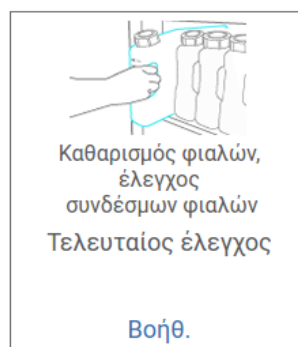 Καθαρισμός φιαλών,
έλεγχος
συνδέσμων φιαλών
Τελευταίος έλεγχος
Βοήθ.